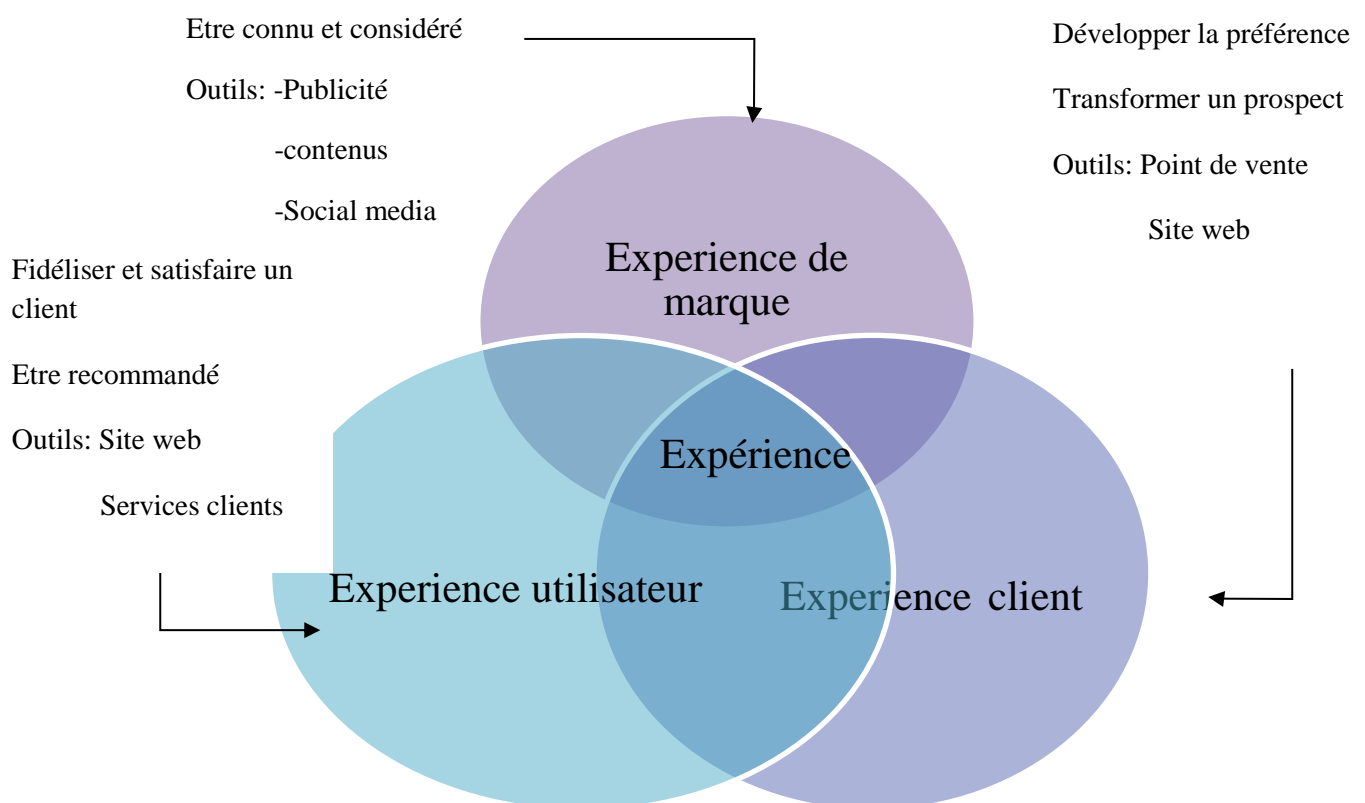 Etre connu et considéré
Outils: -Publicité
-contenus
-Social media
Développer la préférence
Transformer un prospect
Outils: Point de vente
Site web
Fidéliser et satisfaire un
client
Etre recommandé
Outils: Site web
Services clients
Experience de
marque
Expérience
Experience utilisateur
Experience client